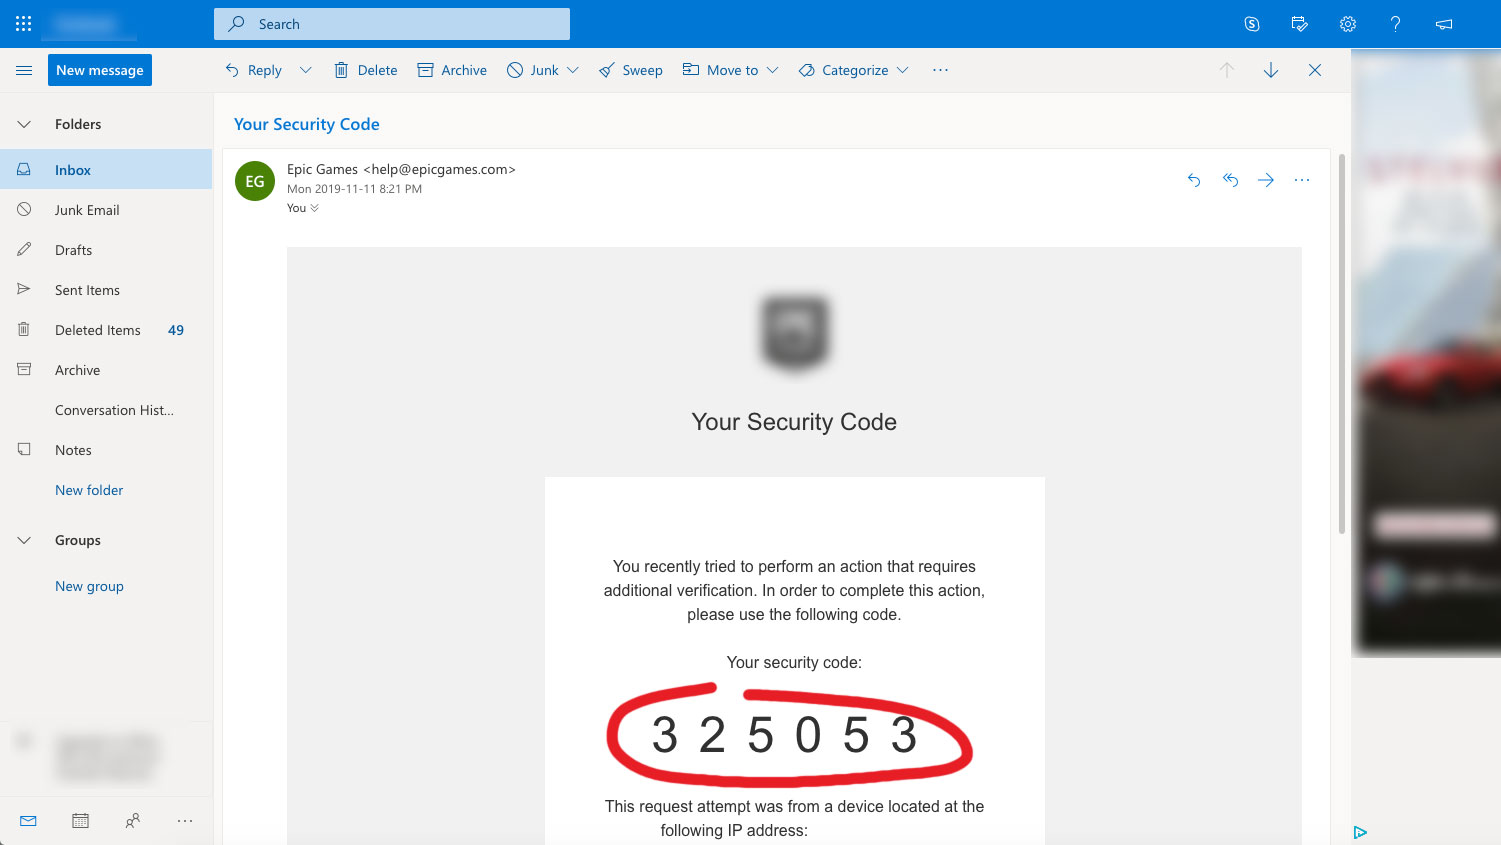 Search
New message
Reply
Delete
Archive
Junk
Sweep
Move to
Categorize
Folders
Inbox
Junk Email
Drafts
Sent Items
Deleted Items 49
Archive
Conversation Hist...
Notes
New folder
Groups
New group
Your Security Code
EG
Epic Games <help@epicgames.com>
Mon 2019-11-11 8:21 PM
You
Your Security Code
You recently tried to perform an action that requires
additional verification. In order to complete this action,
please use the following code.
Your security code:
3 2 5 0 5 3
This request attempt was from a device located at the
following IP address: